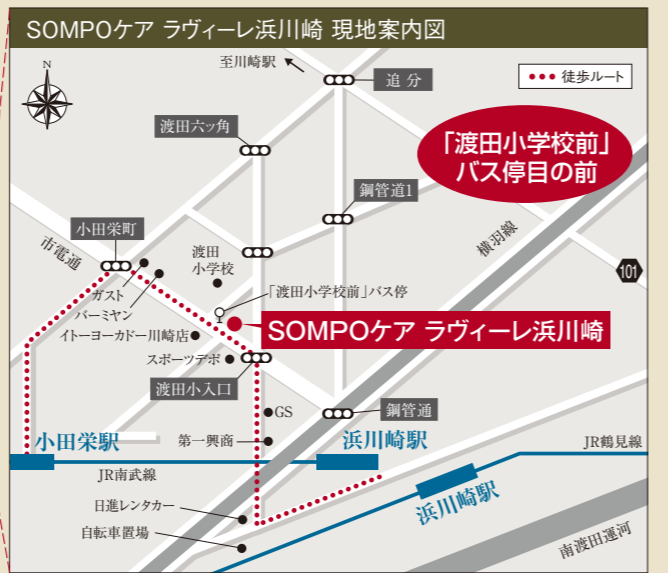 SOMPOケア ラヴィーレ浜川崎 現地案内図
至川崎駅
N
追分
徒歩ルート
渡田六ッ角
「渡田小学校前」
バス停目の前
鋼管道1
小田栄町
市電通
渡田
小学校
横羽線
101
ガスト
バーミヤン
「渡田小学校前」バス停
イトーヨーカドー川崎店
SOMPOケア ラヴィーレ浜川崎
スポーツデポ
渡田小入口
GS
鋼管通
小田栄駅
第一興商
浜川崎駅
JR鶴見線
JR南武線
浜川崎駅
日進レンタカー
自転車置場
南渡田運河